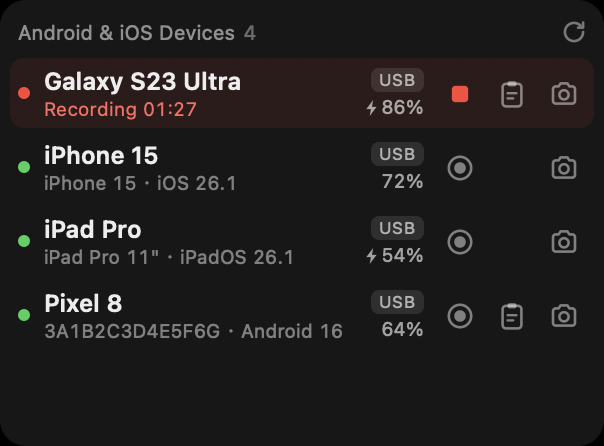 Android & iOS Devices 4
Galaxy S23 Ultra USB
Recording 01:27 86%
iPhone 15 USB
iPhone 15 · iOS 26.1 72%
iPad Pro USB
iPad Pro 11" · iPadOS 26.1 54%
Pixel 8 USB
3A1B2C3D4E5F6G · Android 16 64%